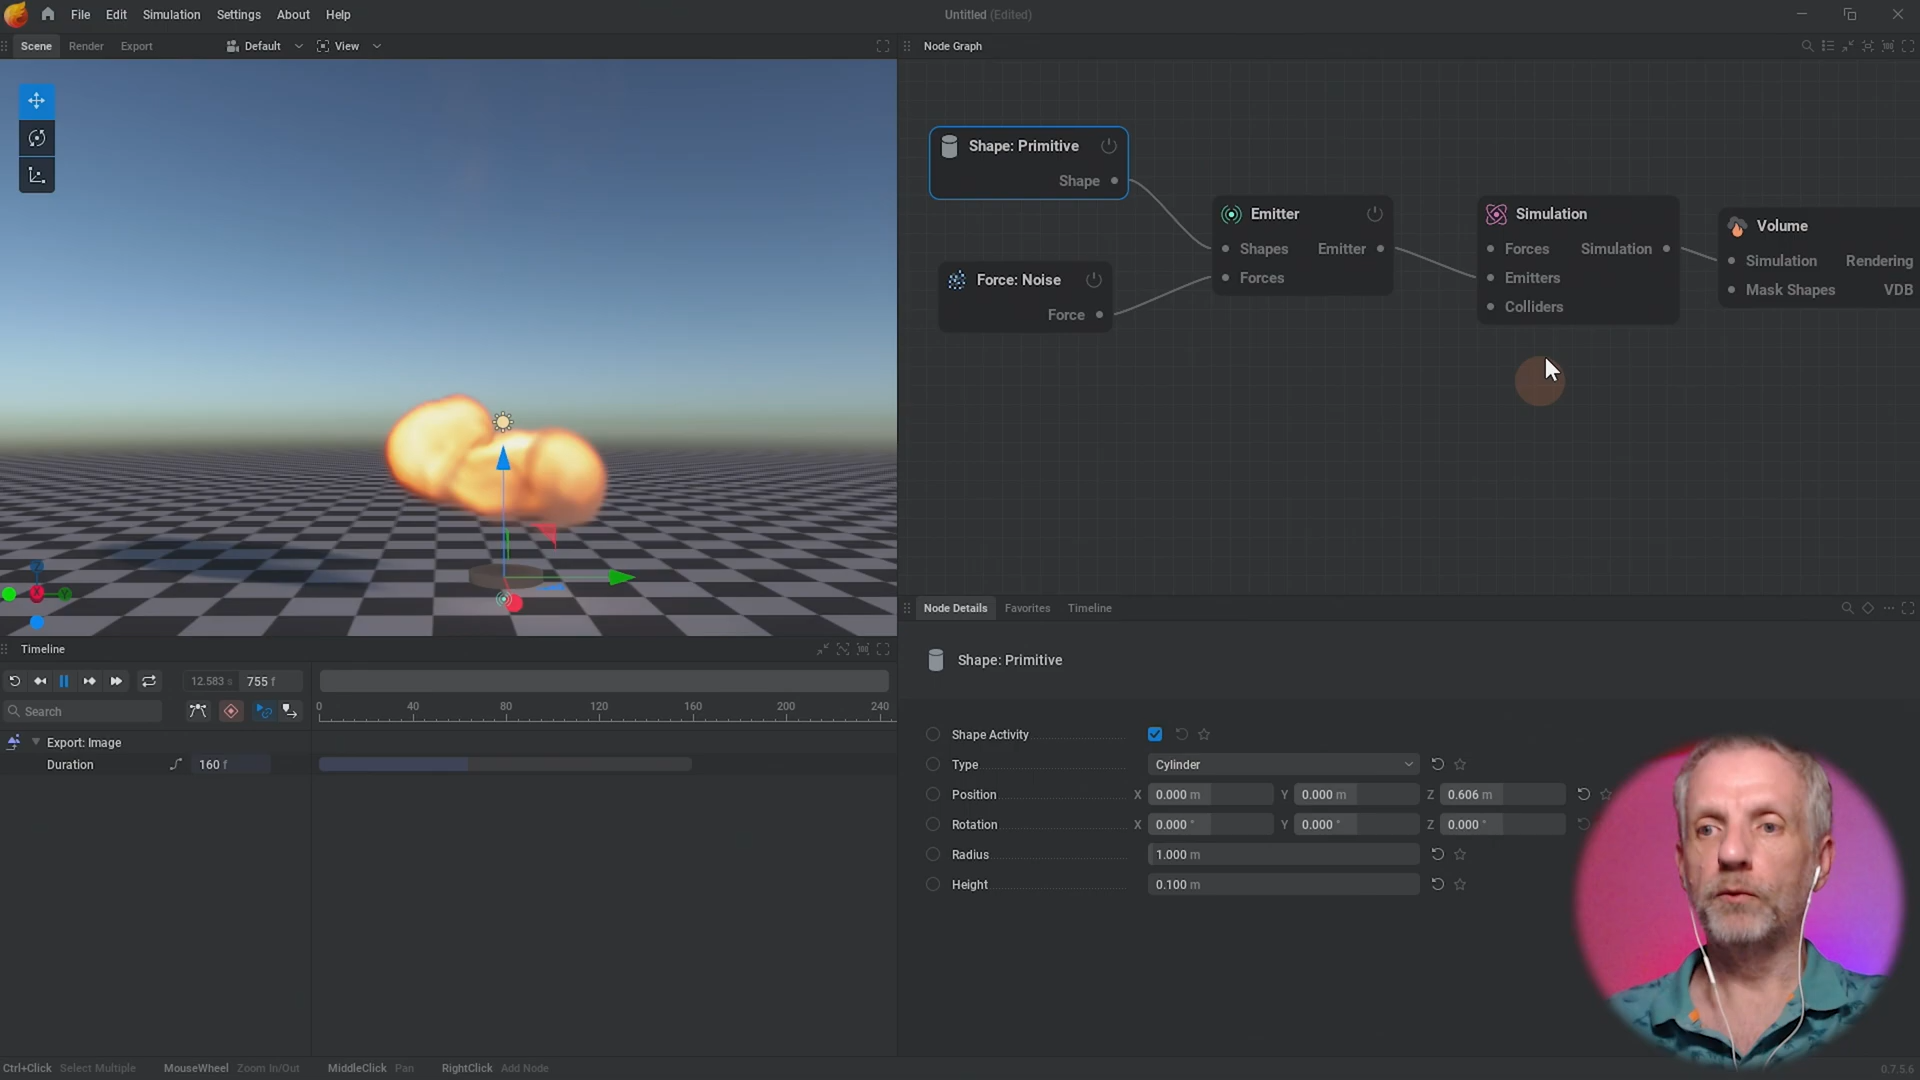 File Edit Simulation Settings About Help
Untitled (Edited)
Scene Render Export Default View
Node Graph
Shape: Primitive
Shape
Force: Noise
Force
Emitter
Shapes Emitter
Forces
Simulation
Forces Simulation
Emitters
Colliders
Volume
Simulation Rendering
Mask Shapes VDB
Z
X Y
Timeline
12.583 s 755 f
Search
0 40 80 120 160 200 240
Export: Image
Duration 160 f
Node Details Favorites Timeline
Shape: Primitive
Shape Activity
Type Cylinder
Position X 0.000 m Y 0.000 m Z 0.606 m
Rotation X 0.000 ° Y 0.000 ° Z 0.000 °
Radius 1.000 m
Height 0.100 m
Ctrl+Click Select Multiple MouseWheel Zoom In/Out MiddleClick Pan RightClick Add Node
0.7.5.6